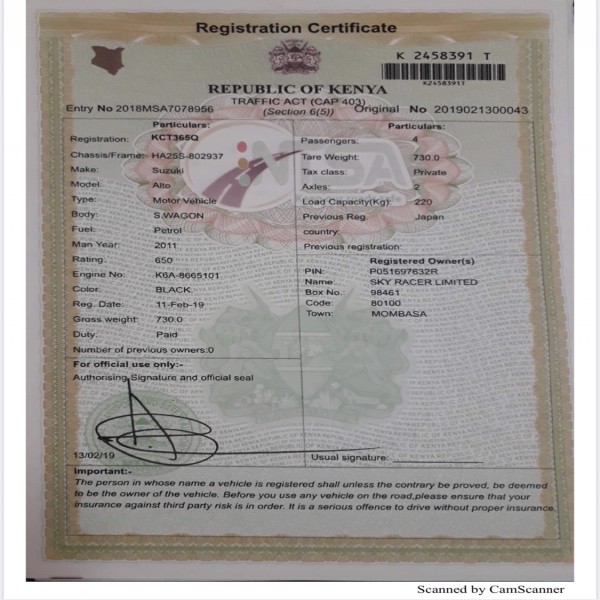 Registration Certificate
K 2458391 T
K2458391T
REPUBLIC OF KENYA
TRAFFIC ACT (CAP 403)
Entry No 2018MSA7078956 (Section 6(5)) Original No 2019021300043
Particulars:
Registration: KCT365Q
Chassis/Frame: HA25S-802937
Make: Suzuki
Model: Alto
Type: Motor Vehicle
Body: S.WAGON
Fuel: Petrol
Man Year: 2011
Rating: 650
Engine No: K6A-8665101
Color: BLACK
Reg. Date: 11-Feb-19
Gross weight: 730.0
Duty: Paid
Number of previous owners:0
Particulars:
Passengers: 4
Tare Weight: 730.0
Tax class: Private
Axles: 2
Load Capacity(Kg): 220
Previous Reg. Japan
country:
Previous registration:
Registered Owner(s)
PIN: P051697632R
Name: SKY RACER LIMITED
Box No. 98461
Code: 80100
Town: MOMBASA
For official use only:-
Authorising Signature and official seal
13/02/19
Usual signature:
Important:-
The person in whose name a vehicle is registered shall unless the contrary be proved, be deemed
to be the owner of the vehicle. Before you use any vehicle on the road,please ensure that your
insurance against third party risk is in order. It is a serious offence to drive without proper insurance.
Scanned by CamScanner